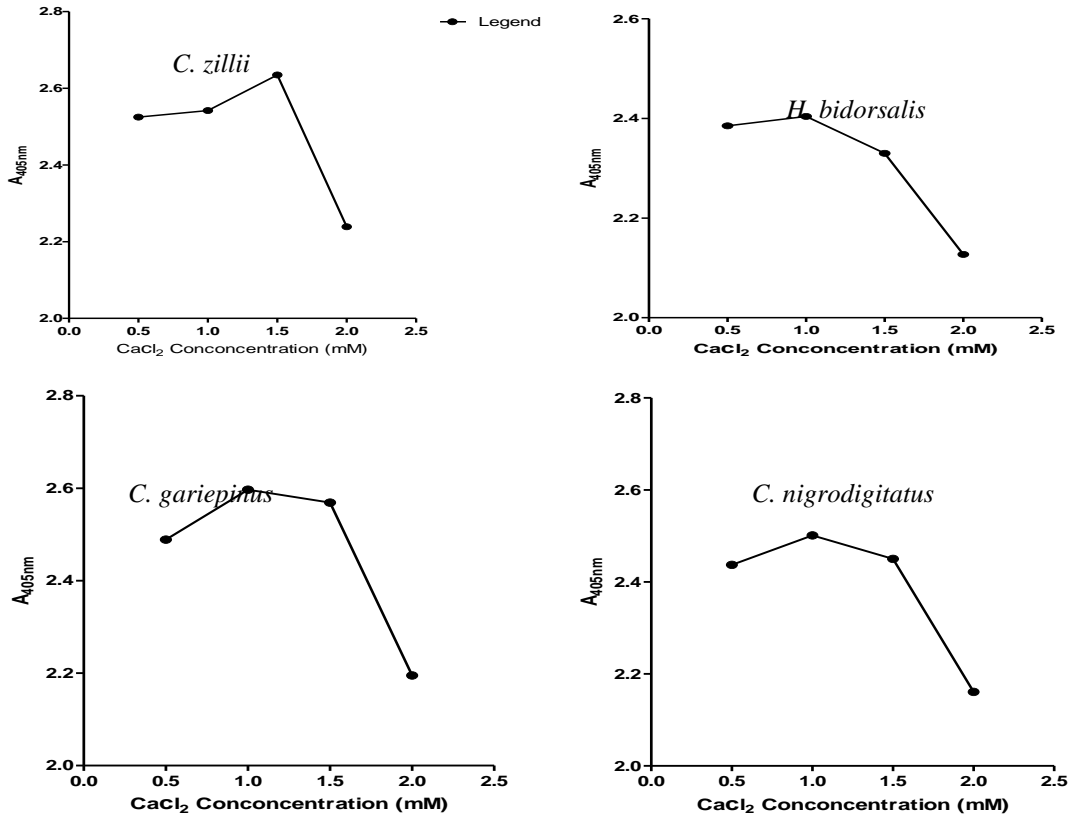 2.8
Legend
C. zillii
2.6
2.4
2.2
2.0
A405nm
0.0 0.5 1.0 1.5 2.0 2.5
CaCl₂ Conconcentration (mM)
2.6
H. bidorsalis
2.4
2.2
2.0
A405nm
0.0 0.5 1.0 1.5 2.0 2.5
CaCl₂ Conconcentration (mM)
2.8
2.6
C. gariepinus
2.4
2.2
2.0
A405nm
0.0 0.5 1.0 1.5 2.0 2.5
CaCl₂ Conconcentration (mM)
2.8
2.6
C. nigrodigitatus
2.4
2.2
2.0
A405nm
0.0 0.5 1.0 1.5 2.0 2.5
CaCl₂ Conconcentration (mM)